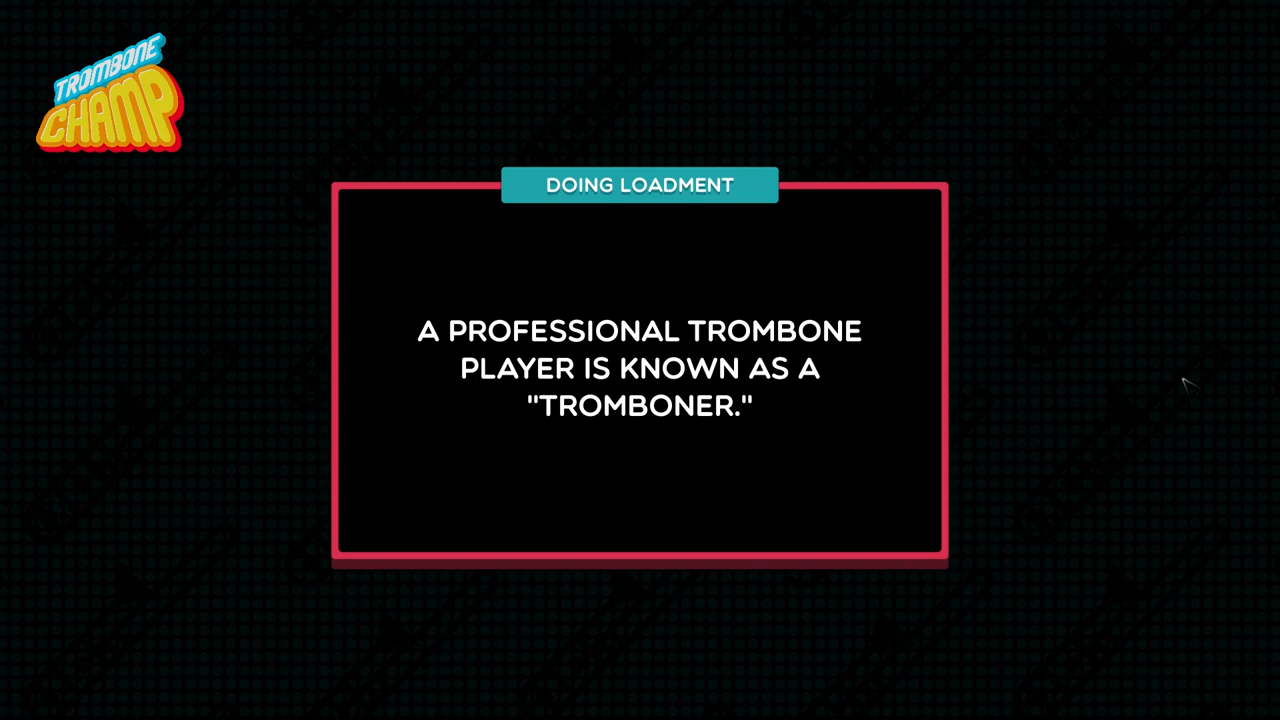 TROMBONE
CHAMP
DOING LOADMENT
A PROFESSIONAL TROMBONE
PLAYER IS KNOWN AS A
"TROMBONER."